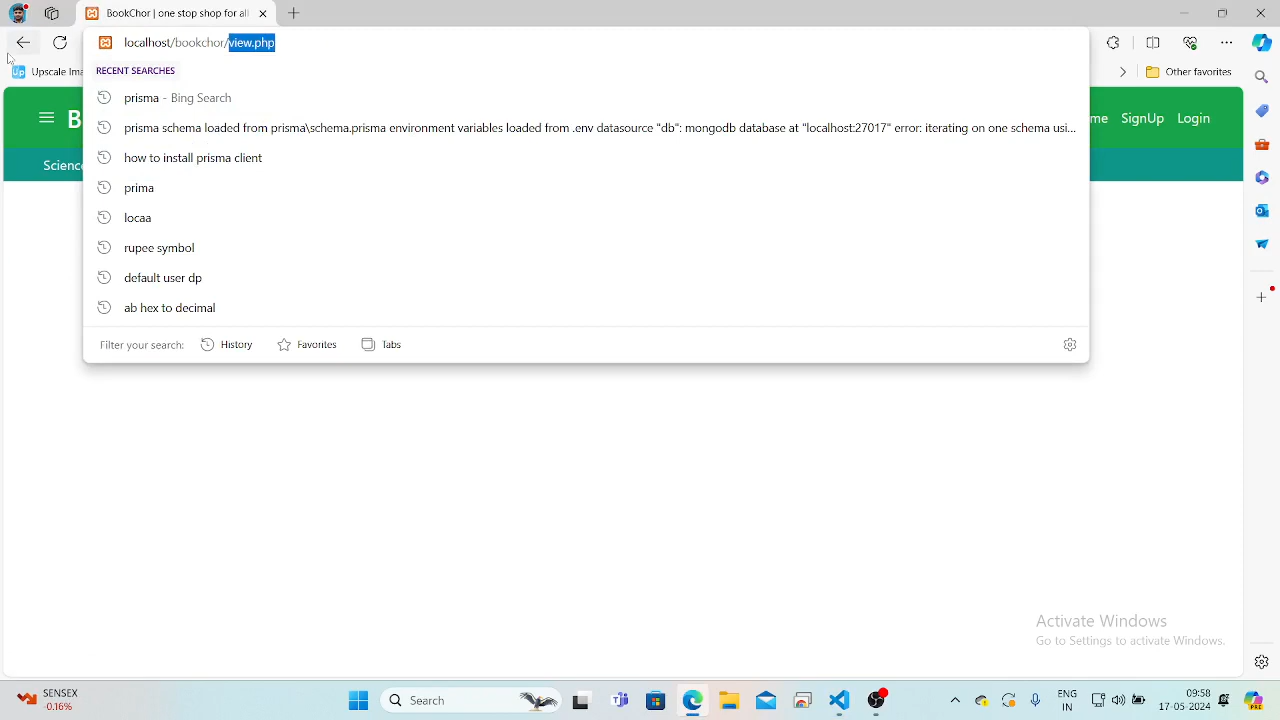 BookChor | one stop shop for all
localhost/bookchor/view.php
Upscale Ima
RECENT SEARCHES
Other favorites
prisma - Bing Search
B
me SignUp Login
prisma schema loaded from prisma\schema.prisma environment variables loaded from .env datasource "db": mongodb database at "localhost:27017" error: iterating on one schema usi...
how to install prisma client
Science
prima
locaa
rupee symbol
default user dp
ab hex to decimal
Filter your search: History Favorites Tabs
Activate Windows
Go to Settings to activate Windows.
SENSEX
-0.16%
Search
ENG
IN
09:58
17-05-2024